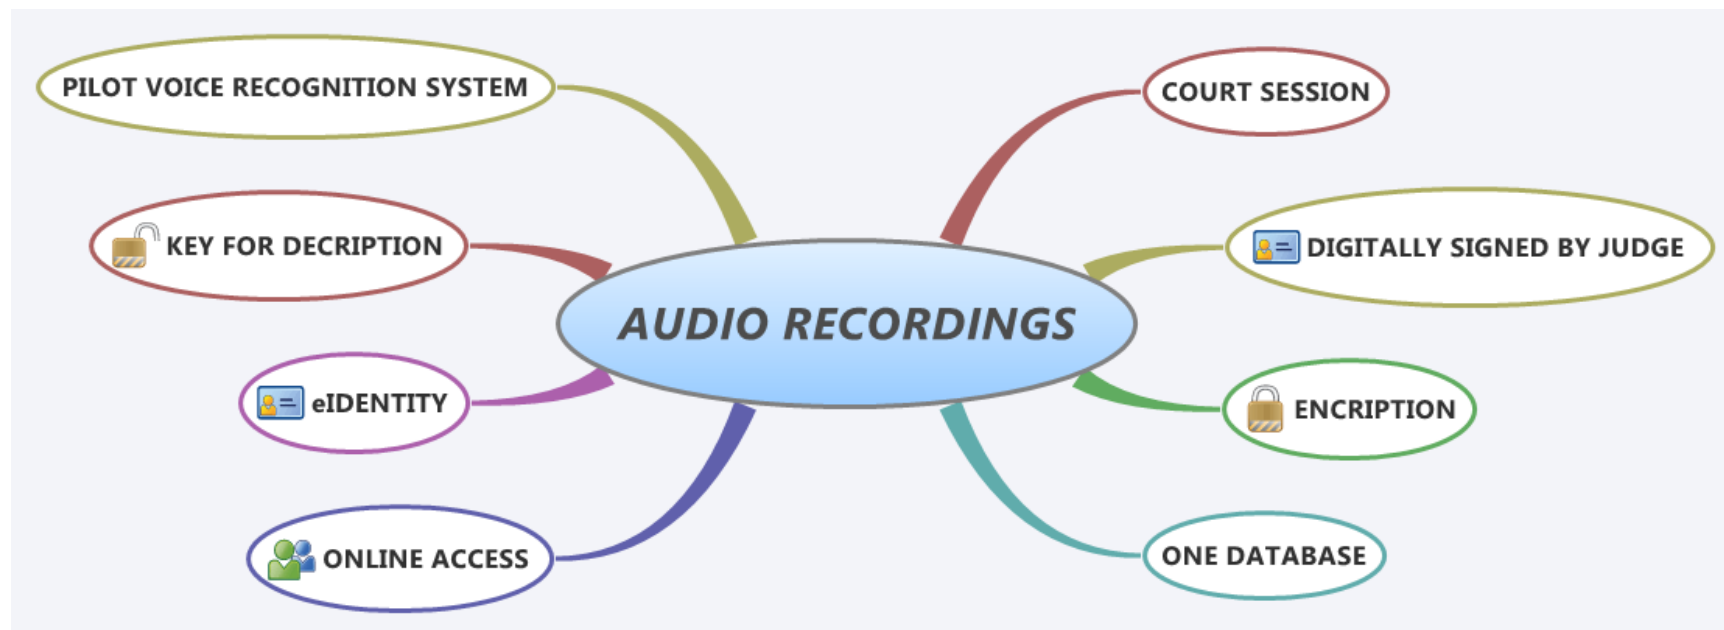 PILOT VOICE RECOGNITION SYSTEM
COURT SESSION
KEY FOR DECRIPTION
DIGITALLY SIGNED BY JUDGE
AUDIO RECORDINGS
eIDENTITY
ENCRIPTION
ONLINE ACCESS
ONE DATABASE